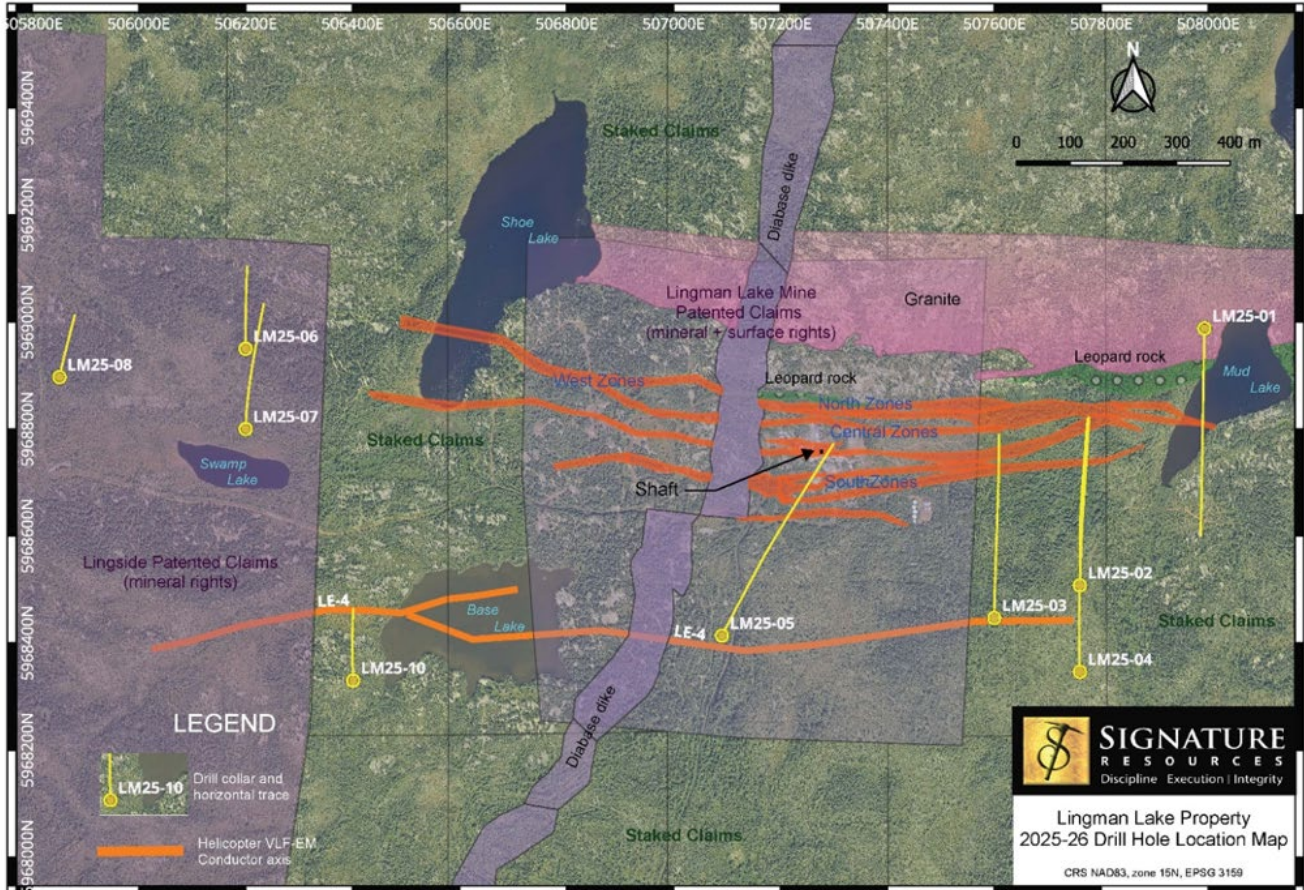 505800E 506000E 506200E 506400E 506600E 506800E 507000E 507200E 507400E 507600E 507800E 508000E
5969400N
5969200N
5969000N
5968800N
5968600N
5968400N
5968200N
5968000N
N
0 100 200 300 400 m
Staked Claims
Shoe
Lake
Diabase dike
Lingman Lake Mine
Patented Claims
(mineral + surface rights)
Granite
LM25-01
LM25-06
LM25-08
Leopard rock
Mud
Lake
West Zones
Leopard rock
North Zones
LM25-07
Staked Claims
Central Zones
Swamp
Lake
Shaft
SouthZones
Lingside Patented Claims
(mineral rights)
LE-4
Base
Lake
LM25-02
LM25-03
LE-4
LM25-05
Staked Claims
LM25-10
LM25-04
Diabase dike
LEGEND
LM25-10
Drill collar and
horizontal trace
Helicopter VLF-EM
Conductor axis
Staked Claims
SIGNATURE
RESOURCES
Discipline Execution | Integrity
Lingman Lake Property
2025-26 Drill Hole Location Map
CRS NAD83, zone 15N, EPSG 3159